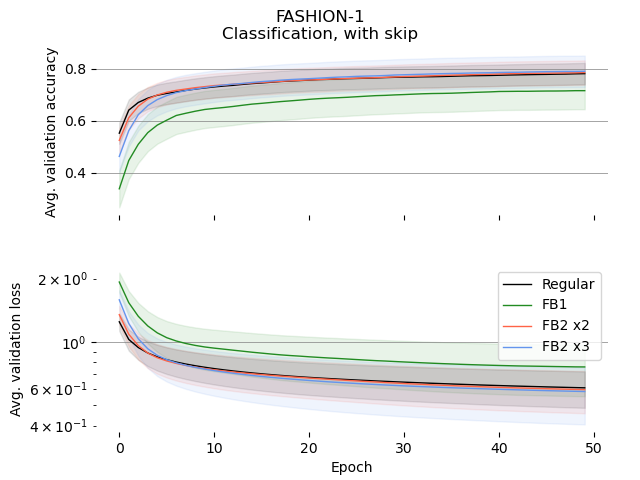 FASHION-1
Classification, with skip
Avg. validation accuracy
0.8
0.6
0.4
Avg. validation loss
2 × 10⁰
10⁰
6 × 10⁻¹
4 × 10⁻¹
Regular
FB1
FB2 x2
FB2 x3
0 10 20 30 40 50
Epoch